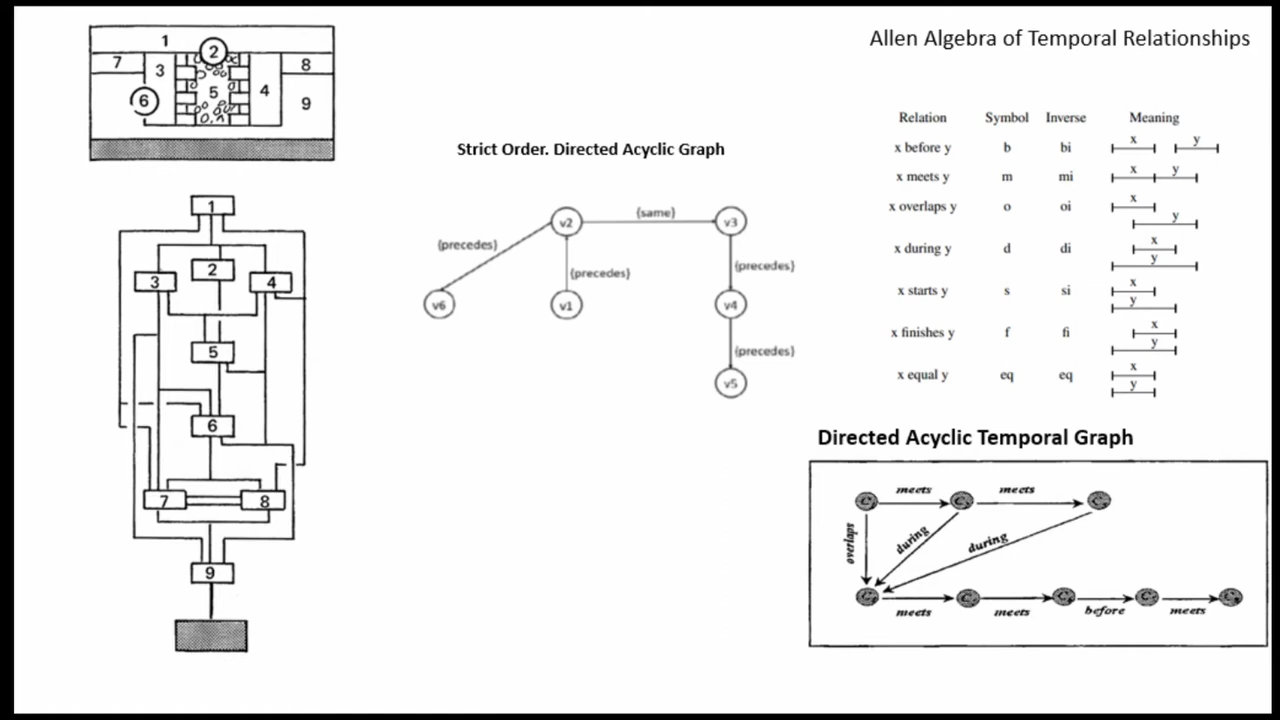 1
2
7
3
8
5
4
6
9
1
2
3
4
5
6
7
8
9
Strict Order. Directed Acyclic Graph
v2
{same}
v3
{precedes}
{precedes}
{precedes}
v6
v1
v4
{precedes}
v5
Allen Algebra of Temporal Relationships
Relation Symbol Inverse Meaning
x before y b bi x y
x meets y m mi x y
x overlaps y o oi x
y
x during y d di x
y
x starts y s si x
y
x finishes y f fi x
y
x equal y eq eq x
y
Directed Acyclic Temporal Graph
meets meets
overlaps during during
meets meets before meets